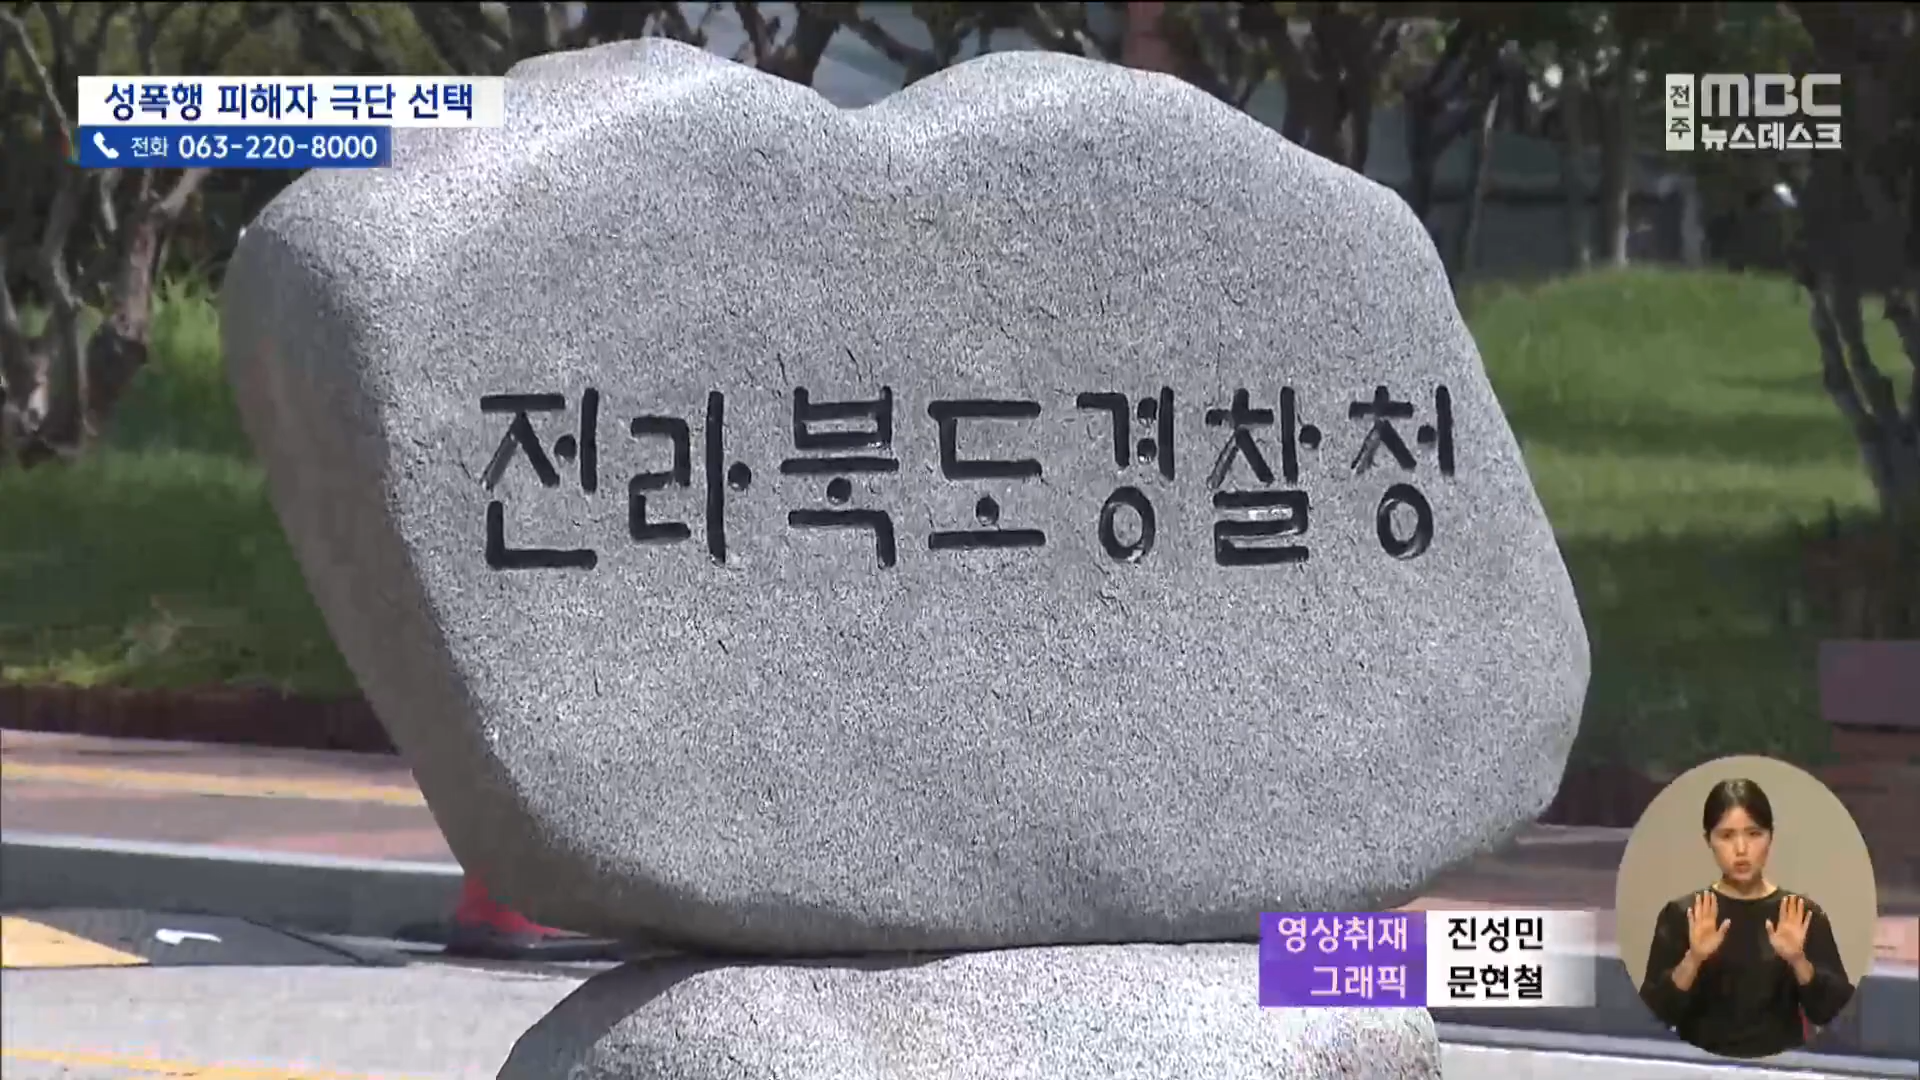 성폭행 피해자 극단 선택
전화 063-220-8000
전주 MBC
뉴스데스크
전라북도경찰청
영상취재 진성민
그래픽 문현철